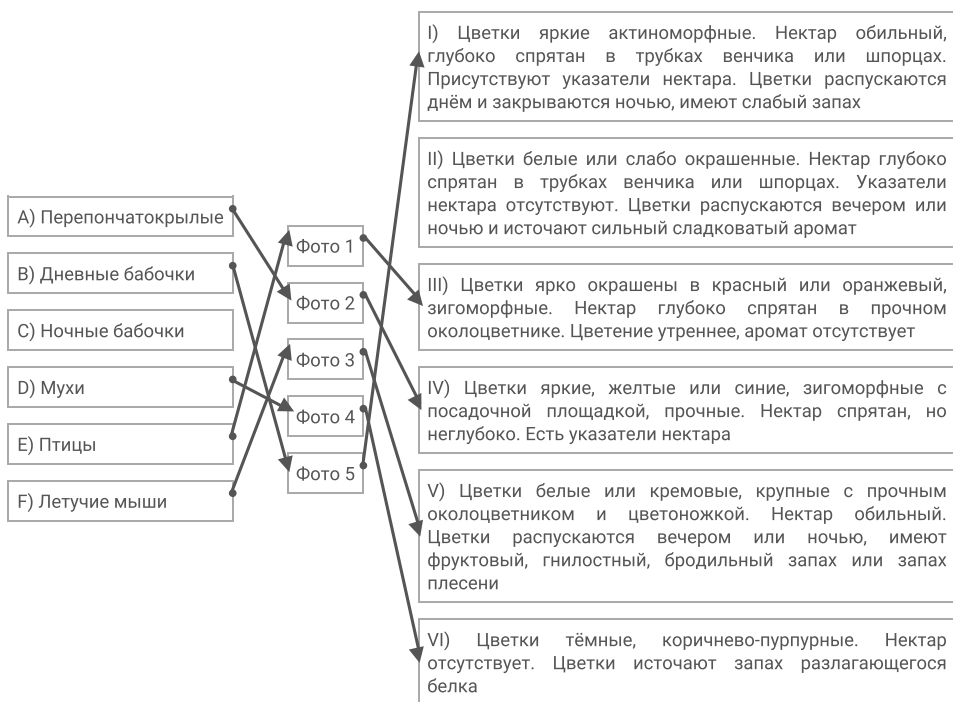 A) Перепончатокрылые
B) Дневные бабочки
C) Ночные бабочки
D) Мухи
E) Птицы
F) Летучие мыши
Фото 1
Фото 2
Фото 3
Фото 4
Фото 5
I) Цветки яркие актиноморфные. Нектар обильный,
глубоко спрятан в трубках венчика или шпорцах.
Присутствуют указатели нектара. Цветки распускаются
днём и закрываются ночью, имеют слабый запах
II) Цветки белые или слабо окрашенные. Нектар глубоко
спрятан в трубках венчика или шпорцах. Указатели
нектара отсутствуют. Цветки распускаются вечером или
ночью и источают сильный сладковатый аромат
III) Цветки ярко окрашены в красный или оранжевый,
зигоморфные. Нектар глубоко спрятан в прочном
околоцветнике. Цветение утреннее, аромат отсутствует
IV) Цветки яркие, желтые или синие, зигоморфные с
посадочной площадкой, прочные. Нектар спрятан, но
неглубоко. Есть указатели нектара
V) Цветки белые или кремовые, крупные с прочным
околоцветником и цветоножкой. Нектар обильный.
Цветки распускаются вечером или ночью, имеют
фруктовый, гнилостный, бродильный запах или запах
плесени
VI) Цветки тёмные, коричнево-пурпурные. Нектар
отсутствует. Цветки источают запах разлагающегося
белка